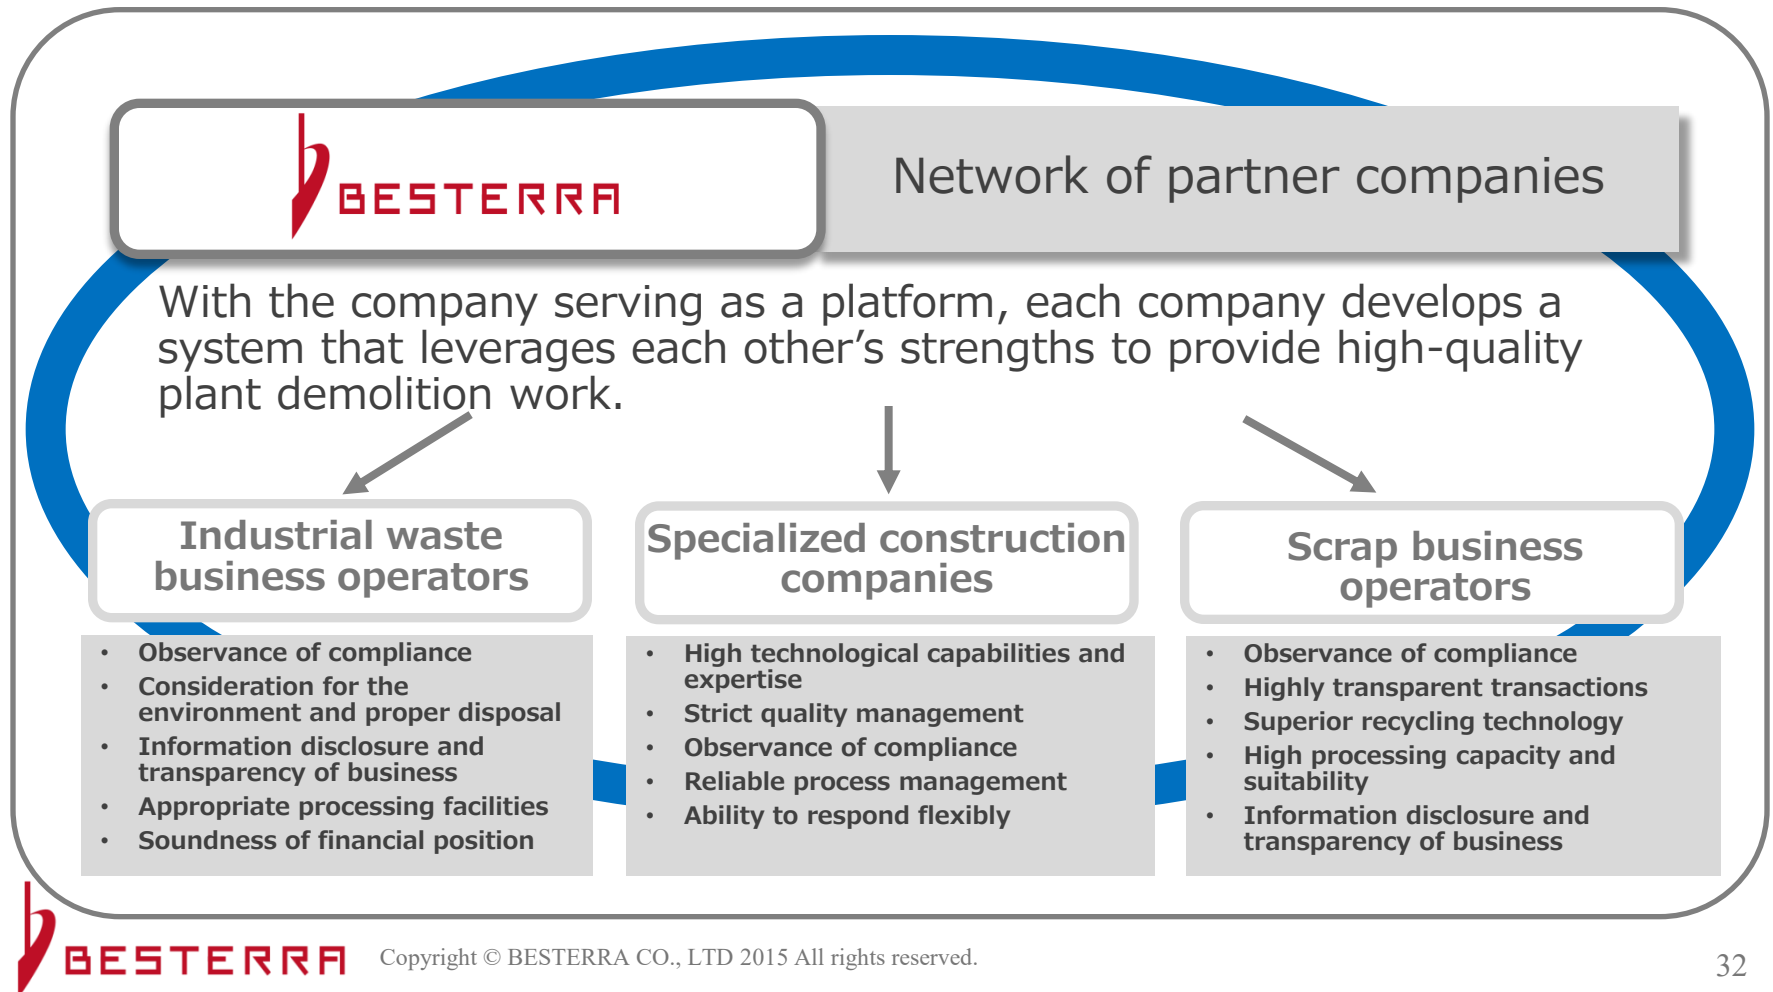 BESTERRA
Network of partner companies
With the company serving as a platform, each company develops a
system that leverages each other’s strengths to provide high-quality
plant demolition work.
Industrial waste
business operators
• Observance of compliance
• Consideration for the
environment and proper disposal
• Information disclosure and
transparency of business
• Appropriate processing facilities
• Soundness of financial position
Specialized construction
companies
• High technological capabilities and
expertise
• Strict quality management
• Observance of compliance
• Reliable process management
• Ability to respond flexibly
Scrap business
operators
• Observance of compliance
• Highly transparent transactions
• Superior recycling technology
• High processing capacity and
suitability
• Information disclosure and
transparency of business
BESTERRA
Copyright © BESTERRA CO., LTD 2015 All rights reserved.
32